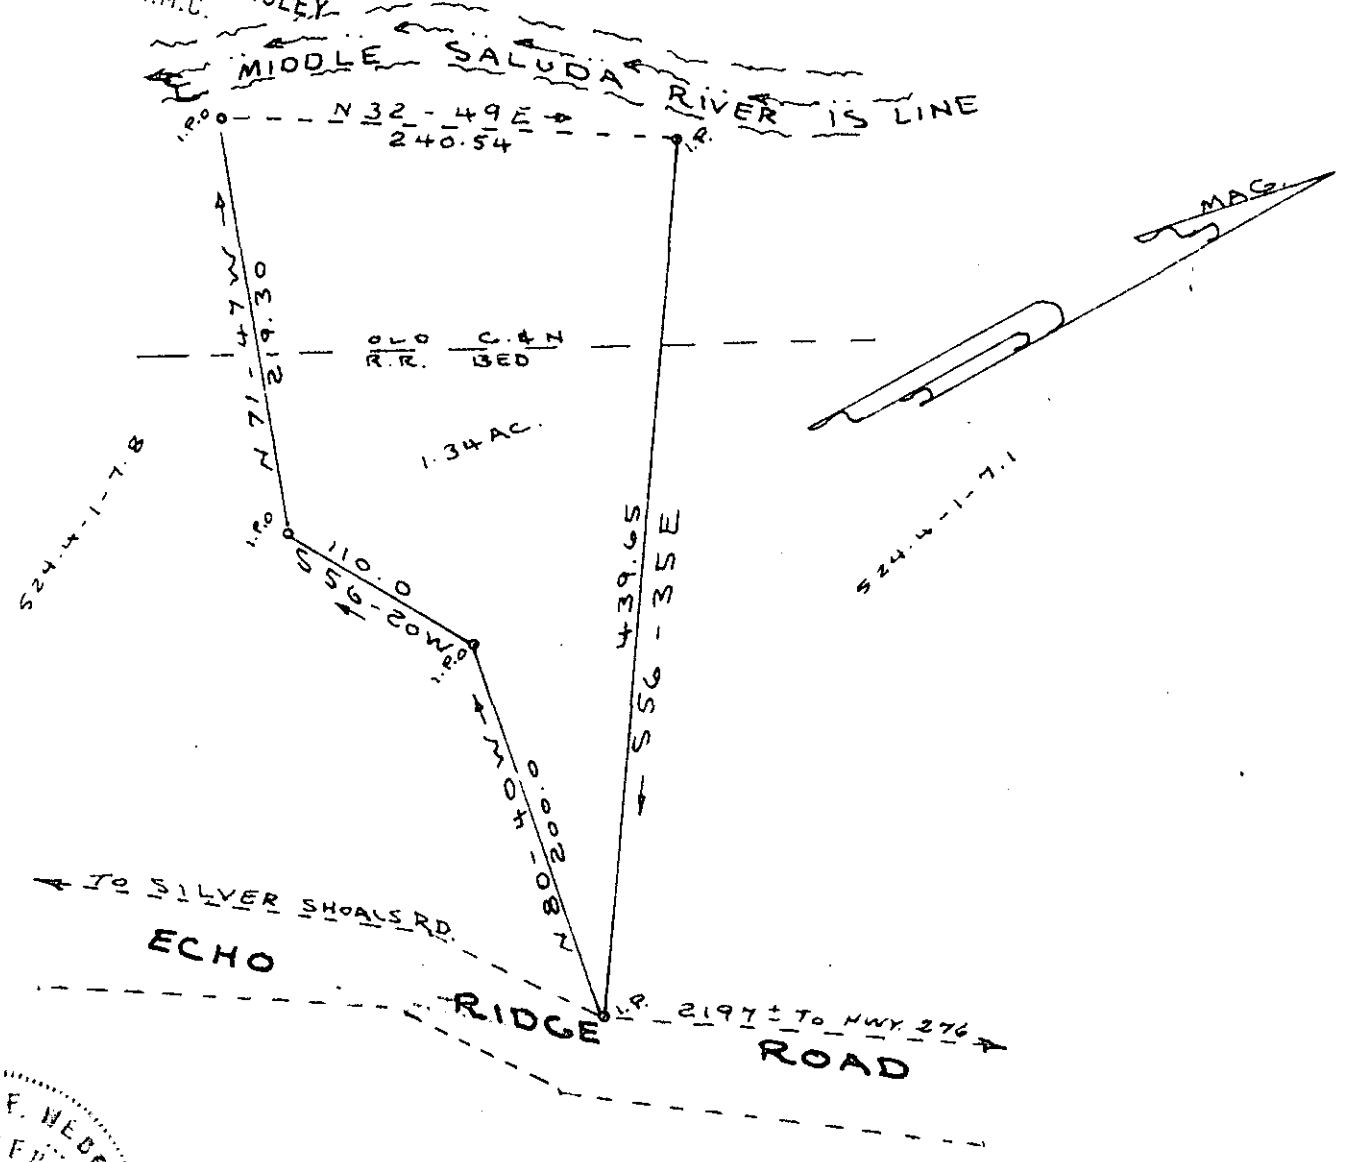 MIDDLE SALUDA RIVER IS LINE
I.P.O
N 32 - 49 E
240.54
I.P.
MAG.
N 71 - 47 W
219.30
OLD C. & N
R.R. BED
1.34 AC.
524.4-1-7.8
524.4-1-7.1
439.65
S 56 - 35 E
I.P.O
110.0
S 56 - 20 W
I.P.O
N 80 - 40 W
200.0
TO SILVER SHOALS RD.
ECHO RIDGE ROAD
I.P.
2197 ± TO HWY. 276
F. NEBO